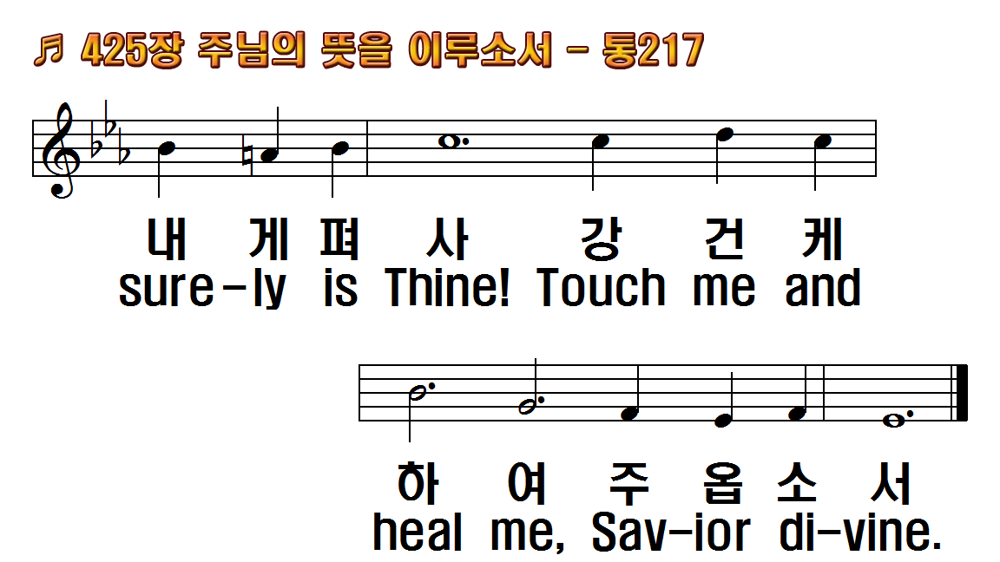 ♬ 425장 주님의 뜻을 이루소서 - 통217
내 게 펴 사 강 건 케
sure-ly is Thine! Touch me and
하 여 주 옵 소 서
heal me, Sav-ior di-vine.